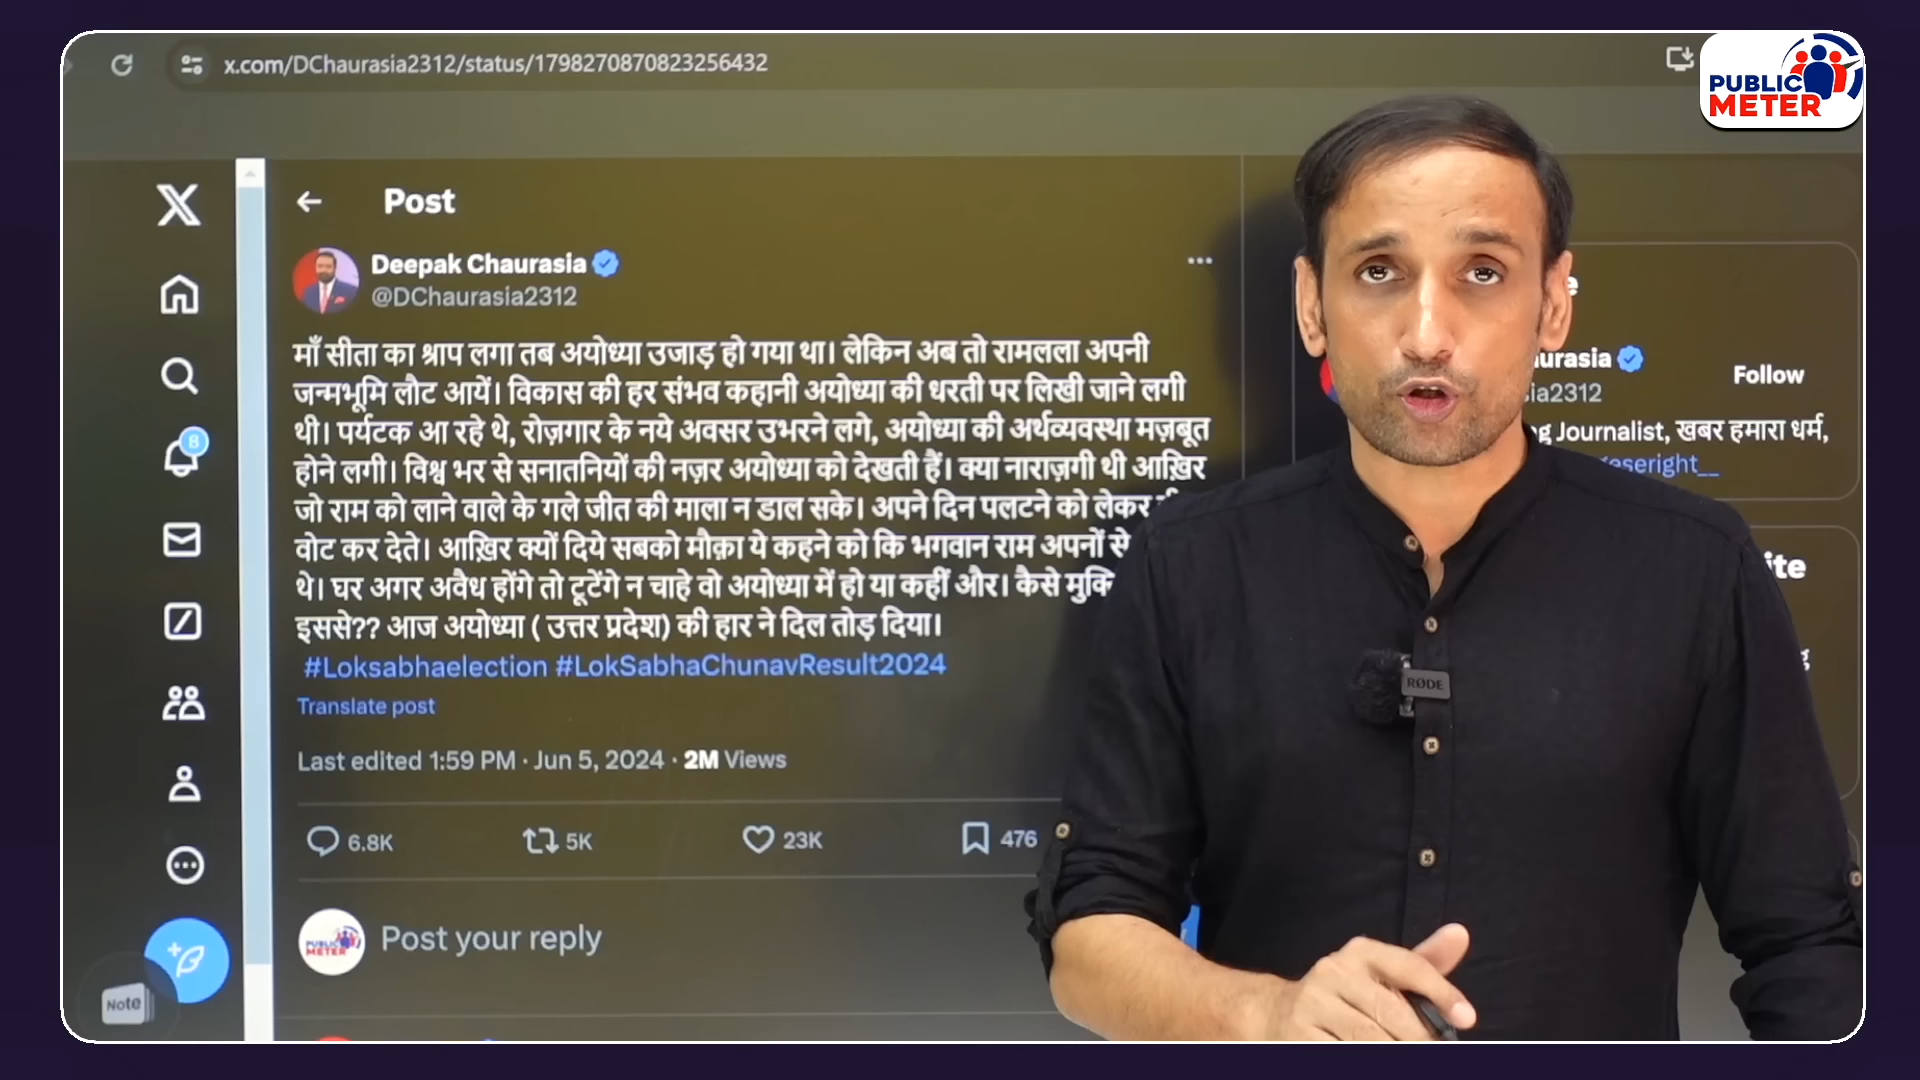 x.com/DChaurasia2312/status/1798270870823256432
PUBLIC
METER
Post
Deepak Chaurasia
@DChaurasia2312
माँ सीता का श्राप लगा तब अयोध्या उजाड़ हो गया था। लेकिन अब तो रामलला अपनी
जन्मभूमि लौट आयें। विकास की हर संभव कहानी अयोध्या की धरती पर लिखी जाने लगी
थी। पर्यटक आ रहे थे, रोज़गार के नये अवसर उभरने लगे, अयोध्या की अर्थव्यवस्था मज़बूत
होने लगी। विश्व भर से सनातनियों की नज़र अयोध्या को देखती हैं। क्या नाराज़गी थी आख़िर
जो राम को लाने वाले के गले जीत की माला न डाल सके। अपने दिन पलटने को लेकर
वोट कर देते। आख़िर क्यों दिये सबको मौक़ा ये कहने को कि भगवान राम अपनों से
थे। घर अगर अवैध होंगे तो टूटेंगे न चाहे वो अयोध्या में हो या कहीं और। कैसे
इससे?? आज अयोध्या ( उत्तर प्रदेश) की हार ने दिल तोड़ दिया।
#Loksabhaelection #LokSabhaChunavResult2024
Translate post
Last edited 1:59 PM · Jun 5, 2024 · 2M Views
6.8K 5K 23K 476
PUBLIC
METER
Post your reply
8
Note
Follow
Journalist, खबर हमारा धर्म,
RØDE